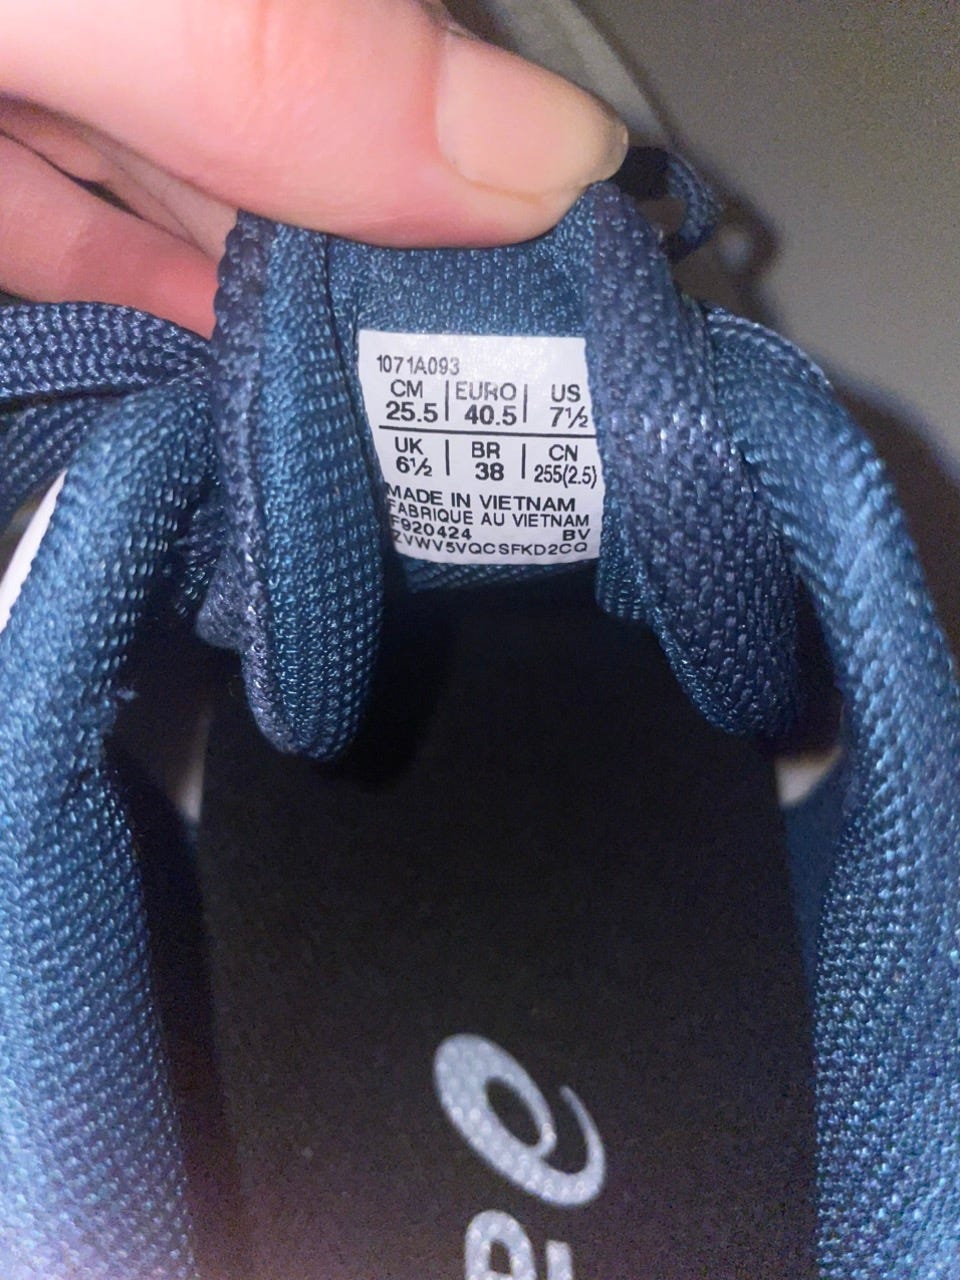 1071A093
CM | EURO | US
25.5 | 40.5 | 7½
UK | BR | CN
6½ | 38 | 255(2.5)
MADE IN VIETNAM
FABRIQUE AU VIETNAM
F920424 BV
ZVWV5VQCSFKD2CQ